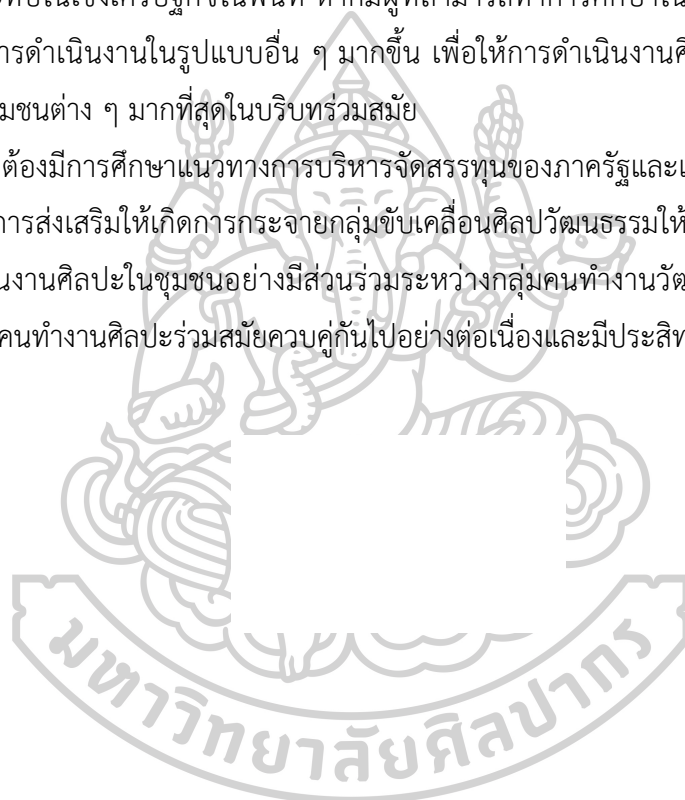 การดำเนินงานในรูปแบบอื่น ๆ มากขึ้น เพื่อให้การดำเนินงานศิ
มชนต่าง ๆ มากที่สุดในบริบทร่วมสมัย
ต้องมีการศึกษาแนวทางการบริหารจัดสรรทุนของภาครัฐและเ
การส่งเสริมให้เกิดการกระจายกลุ่มขับเคลื่อนศิลปวัฒนธรรมให้
นงานศิลปะในชุมชนอย่างมีส่วนร่วมระหว่างกลุ่มคนทำงานวัฒ
คนทำงานศิลปะร่วมสมัยควบคู่กันไปอย่างต่อเนื่องและมีประสิท
มหาวิทยาลัยศิลปากร